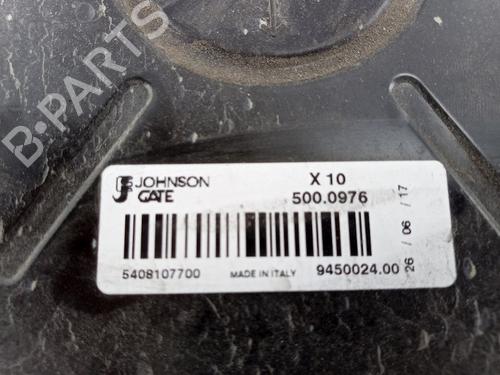 B-PARTS
JOHNSON
GATE
X 10
500.0976
5408107700
MADE IN ITALY
9450024.00
26 / 06 / 17